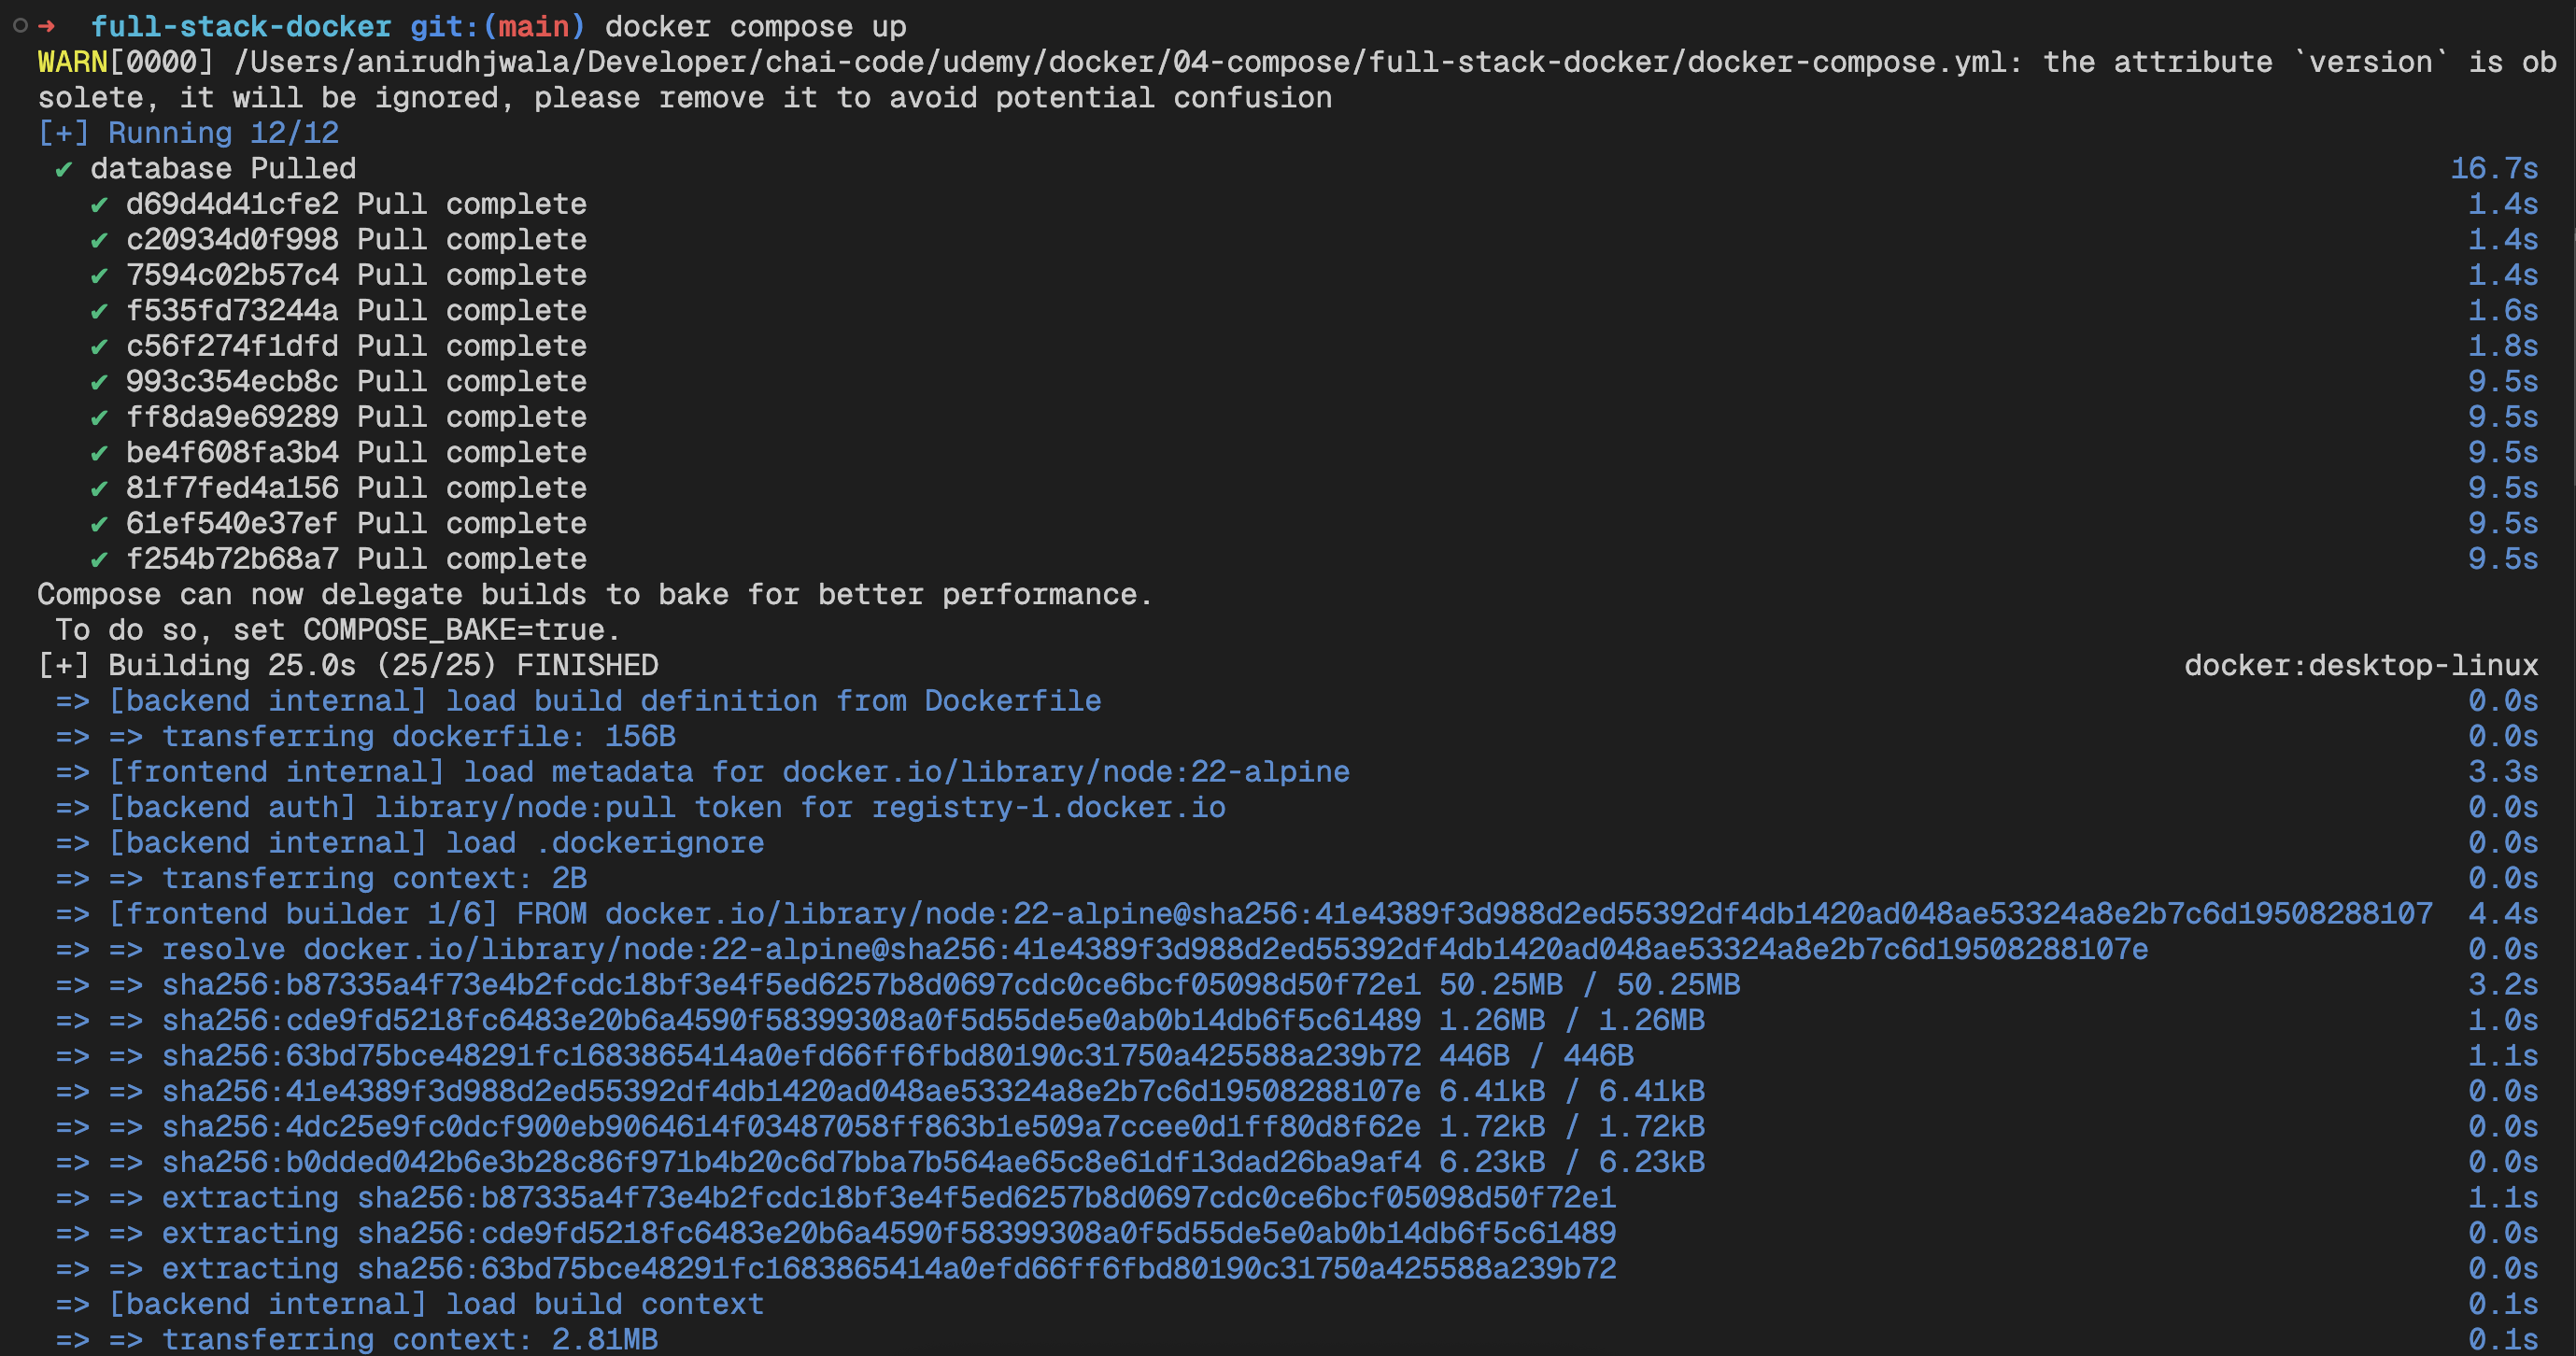 ➜  full-stack-docker git:(main) docker compose up
WARN[0000] /Users/anirudhjwala/Developer/chai-code/udemy/docker/04-compose/full-stack-docker/docker-compose.yml: the attribute `version` is ob
solete, it will be ignored, please remove it to avoid potential confusion
[+] Running 12/12
✔ database Pulled 16.7s
✔ d69d4d41cfe2 Pull complete 1.4s
✔ c20934d0f998 Pull complete 1.4s
✔ 7594c02b57c4 Pull complete 1.4s
✔ f535fd73244a Pull complete 1.6s
✔ c56f274f1dfd Pull complete 1.8s
✔ 993c354ecb8c Pull complete 9.5s
✔ ff8da9e69289 Pull complete 9.5s
✔ be4f608fa3b4 Pull complete 9.5s
✔ 81f7fed4a156 Pull complete 9.5s
✔ 61ef540e37ef Pull complete 9.5s
✔ f254b72b68a7 Pull complete 9.5s
Compose can now delegate builds to bake for better performance.
To do so, set COMPOSE_BAKE=true.
[+] Building 25.0s (25/25) FINISHED docker:desktop-linux
=> [backend internal] load build definition from Dockerfile 0.0s
=> => transferring dockerfile: 156B 0.0s
=> [frontend internal] load metadata for docker.io/library/node:22-alpine 3.3s
=> [backend auth] library/node:pull token for registry-1.docker.io 0.0s
=> [backend internal] load .dockerignore 0.0s
=> => transferring context: 2B 0.0s
=> [frontend builder 1/6] FROM docker.io/library/node:22-alpine@sha256:41e4389f3d988d2ed55392df4db1420ad048ae53324a8e2b7c6d19508288107 4.4s
=> => resolve docker.io/library/node:22-alpine@sha256:41e4389f3d988d2ed55392df4db1420ad048ae53324a8e2b7c6d19508288107e 0.0s
=> => sha256:b87335a4f73e4b2fcdc18bf3e4f5ed6257b8d0697cdc0ce6bcf05098d50f72e1 50.25MB / 50.25MB 3.2s
=> => sha256:cde9fd5218fc6483e20b6a4590f58399308a0f5d55de5e0ab0b14db6f5c61489 1.26MB / 1.26MB 1.0s
=> => sha256:63bd75bce48291fc1683865414a0efd66ff6fbd80190c31750a425588a239b72 446B / 446B 1.1s
=> => sha256:41e4389f3d988d2ed55392df4db1420ad048ae53324a8e2b7c6d19508288107e 6.41kB / 6.41kB 0.0s
=> => sha256:4dc25e9fc0dcf900eb9064614f03487058ff863b1e509a7ccee0d1ff80d8f62e 1.72kB / 1.72kB 0.0s
=> => sha256:b0dded042b6e3b28c86f971b4b20c6d7bba7b564ae65c8e61df13dad26ba9af4 6.23kB / 6.23kB 0.0s
=> => extracting sha256:b87335a4f73e4b2fcdc18bf3e4f5ed6257b8d0697cdc0ce6bcf05098d50f72e1 1.1s
=> => extracting sha256:cde9fd5218fc6483e20b6a4590f58399308a0f5d55de5e0ab0b14db6f5c61489 0.0s
=> => extracting sha256:63bd75bce48291fc1683865414a0efd66ff6fbd80190c31750a425588a239b72 0.0s
=> [backend internal] load build context 0.1s
=> => transferring context: 2.81MB 0.1s